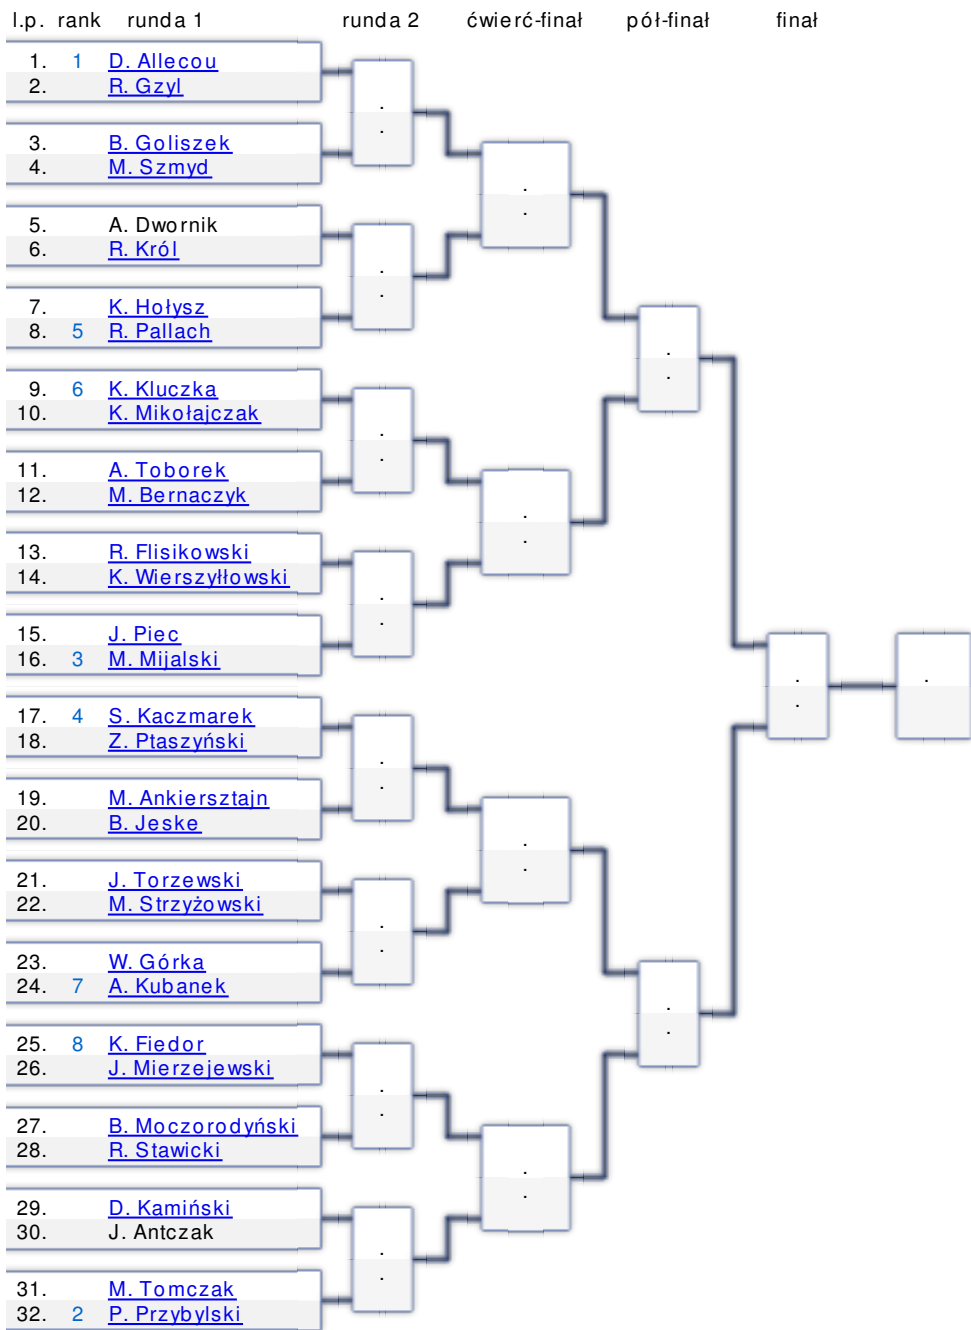 l.p. rank runda 1 runda 2 ćwierć-finał pół-finał finał
1. 1 D. Allecou
2. R. Gzyl
3. B. Goliszek
4. M. Szmyd
5. A. Dwornik
6. R. Król
7. K. Hołysz
8. 5 R. Pallach
9. 6 K. Kluczka
10. K. Mikołajczak
11. A. Toborek
12. M. Bernaczyk
13. R. Flisikowski
14. K. Wierszyłłowski
15. J. Piec
16. 3 M. Mijalski
17. 4 S. Kaczmarek
18. Z. Ptaszyński
19. M. Ankiersztajn
20. B. Jeske
21. J. Torzewski
22. M. Strzyżowski
23. W. Górka
24. 7 A. Kubanek
25. 8 K. Fiedor
26. J. Mierzejewski
27. B. Moczorodyński
28. R. Stawicki
29. D. Kamiński
30. J. Antczak
31. M. Tomczak
32. 2 P. Przybylski